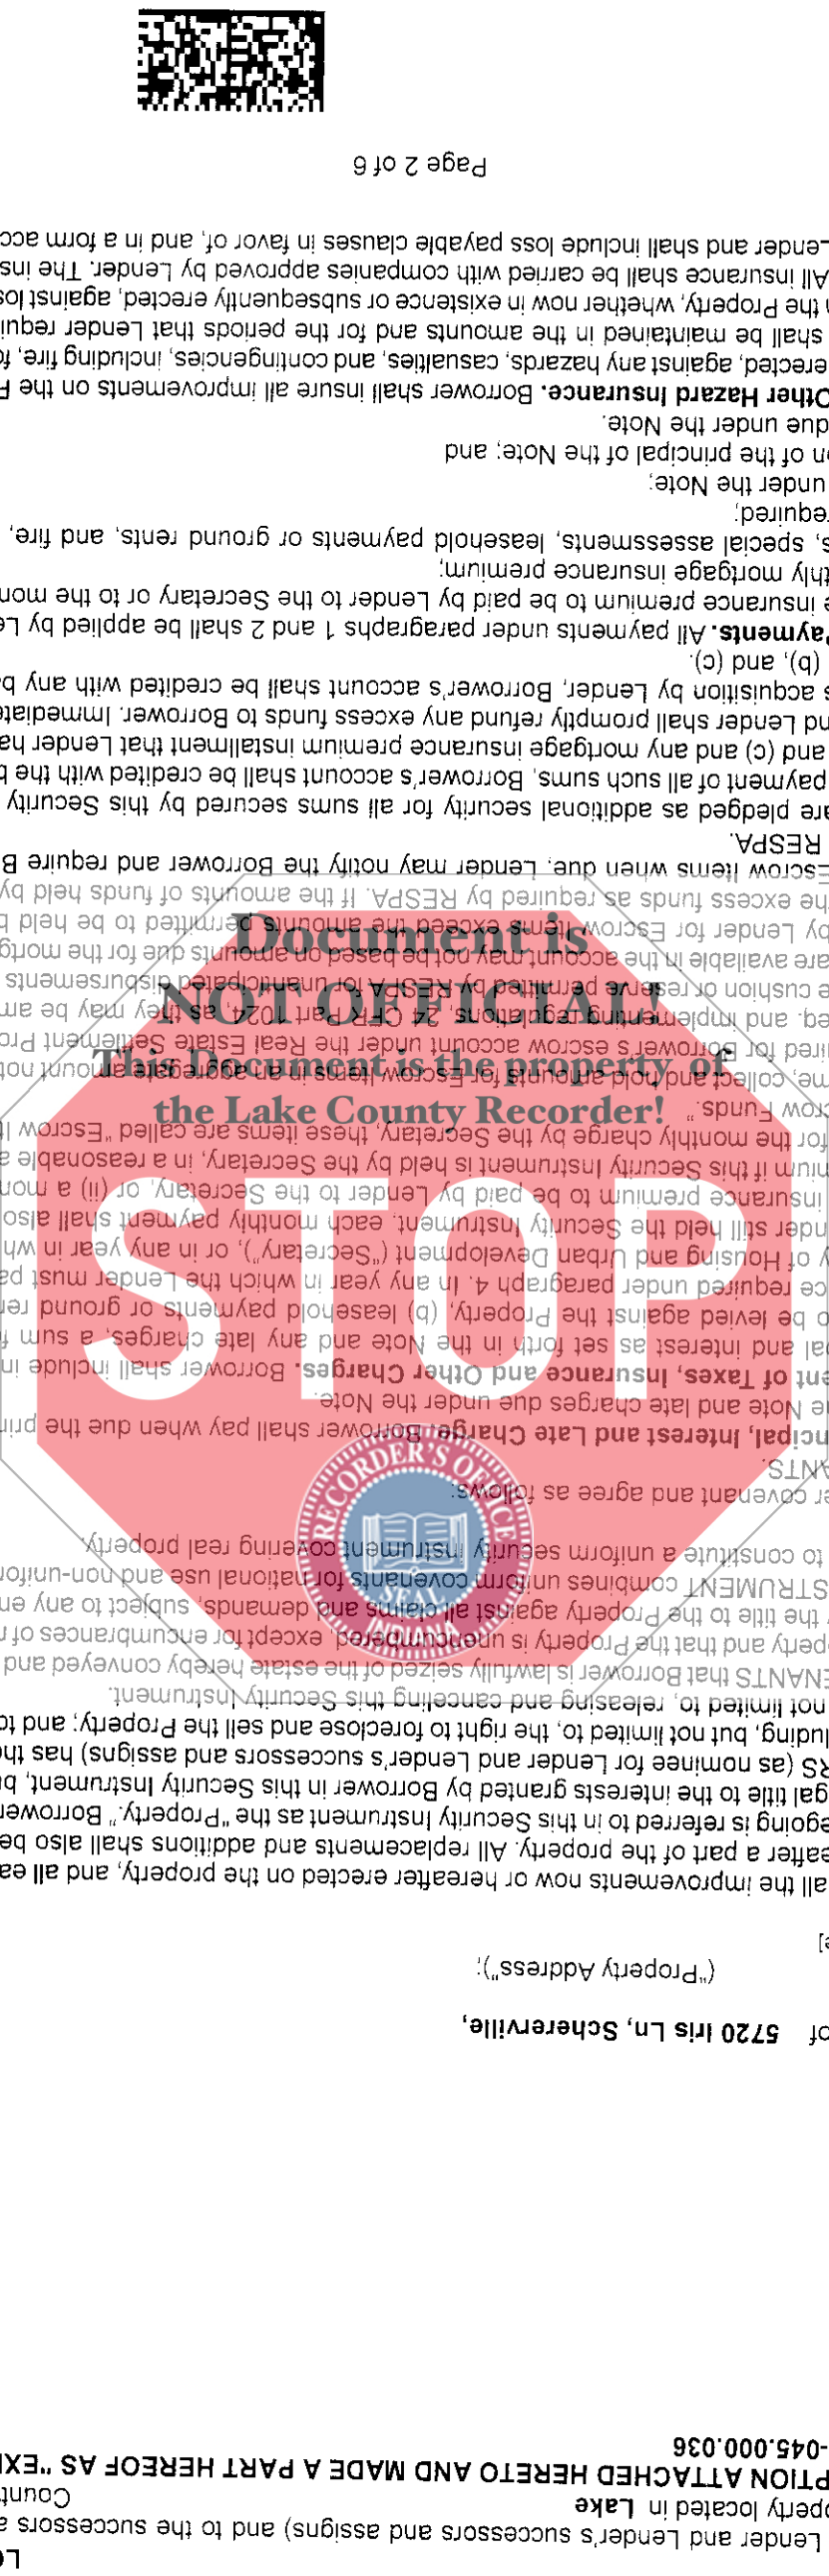 LO
Lender and Lender's successors and assigns) and to the successors a
operty located in Lake County
PTION ATTACHED HERETO AND MADE A PART HEREOF AS "EXI
-045.000.036
of 5720 Iris Ln, Schererville,
("Property Address");
e]
all the improvements now or hereafter erected on the property, and all ea
eafter a part of the property. All replacements and additions shall also be
egoing is referred to in this Security Instrument as the "Property." Borrower
gal title to the interests granted by Borrower in this Security Instrument, bu
RS (as nominee for Lender and Lender's successors and assigns) has the
luding, but not limited to, the right to foreclose and sell the Property; and to
not limited to, releasing and canceling this Security Instrument.
ENANTS that Borrower is lawfully seized of the estate hereby conveyed and
operty and that the Property is unencumbered, except for encumbrances of r
y the title to the Property against all claims and demands, subject to any en
STRUMENT combines uniform covenants for national use and non-unifor
to constitute a uniform security instrument covering real property.
er covenant and agree as follows:
ANTS.
ncipal, Interest and Late Charge. Borrower shall pay when due the prin
he Note and late charges due under the Note.
ent of Taxes, Insurance and Other Charges. Borrower shall include in
pal and interest as set forth in the Note and any late charges, a sum f
o be levied against the Property, (b) leasehold payments or ground ren
ce required under paragraph 4. In any year in which the Lender must pa
y of Housing and Urban Development ("Secretary"), or in any year in wh
nder still held the Security Instrument, each monthly payment shall also
insurance premium to be paid by Lender to the Secretary, or (ii) a mon
mium if this Security Instrument is held by the Secretary, in a reasonable a
for the monthly charge by the Secretary, these items are called "Escrow It
crow Funds."
me, collect and hold amounts for Escrow Items in an aggregate amount not
ired for Borrower's escrow account under the Real Estate Settlement Pro
eq. and implementing regulations, 24 CFR Part 1024, as they may be am
e cushion or reserve permitted by RESPA for unanticipated disbursements
are available in the account may not be based on amounts due for the mortg
by Lender for Escrow Items exceed the amounts permitted to be held b
he excess funds as required by RESPA. If the amounts of funds held by
Escrow Items when due, Lender may notify the Borrower and require B
RESPA.
are pledged as additional security for all sums secured by this Security
payment of all such sums, Borrower's account shall be credited with the b
and (c) and any mortgage insurance premium installment that Lender ha
nd Lender shall promptly refund any excess funds to Borrower. Immediate
s acquisition by Lender, Borrower's account shall be credited with any ba
(b), and (c).
Payments. All payments under paragraphs 1 and 2 shall be applied by Le
e insurance premium to be paid by Lender to the Secretary or to the mon
thly mortgage insurance premium;
s, special assessments, leasehold payments or ground rents, and fire,
required;
under the Note;
on of the principal of the Note; and
due under the Note.
Other Hazard Insurance. Borrower shall insure all improvements on the P
erected, against any hazards, casualties, and contingencies, including fire, fo
shall be maintained in the amounts and for the periods that Lender requi
n the Property, whether now in existence or subsequently erected, against los
All insurance shall be carried with companies approved by Lender. The ins
Lender and shall include loss payable clauses in favor of, and in a form acc
Page 2 of 6
Document is
NOT OFFICIAL!
This Document is the property of
the Lake County Recorder!
STOP
RECORDER'S OFFICE
SEAL
INDIANA